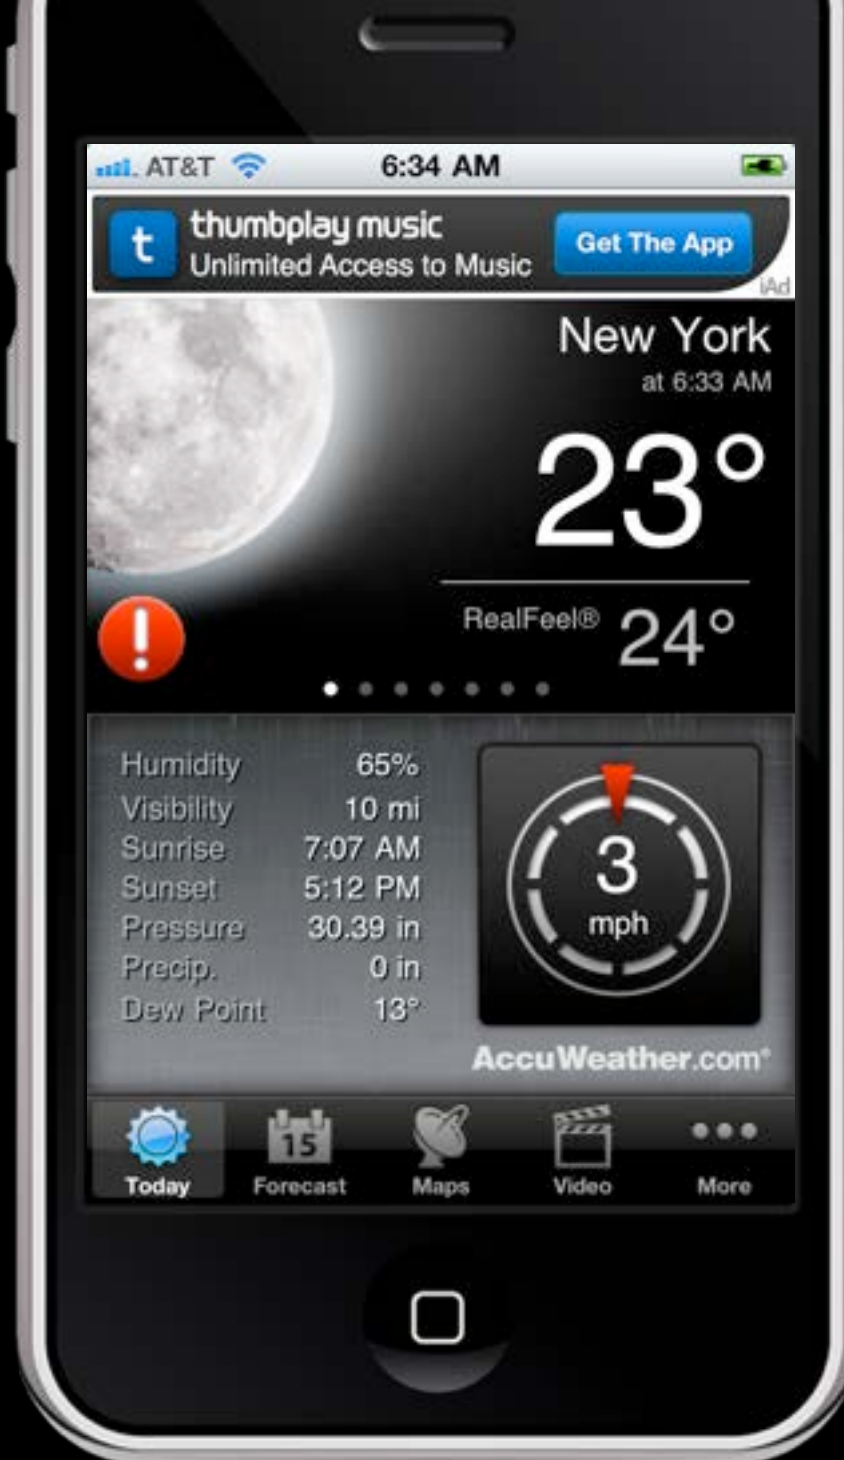 AT&T 6:34 AM
t
thumbplay music
Unlimited Access to Music
Get The App
iAd
New York
at 6:33 AM
23°
RealFeel® 24°
!
Humidity 65%
Visibility 10 mi
Sunrise 7:07 AM
Sunset 5:12 PM
Pressure 30.39 in
Precip. 0 in
Dew Point 13°
3
mph
AccuWeather.com®
15
Today Forecast Maps Video More